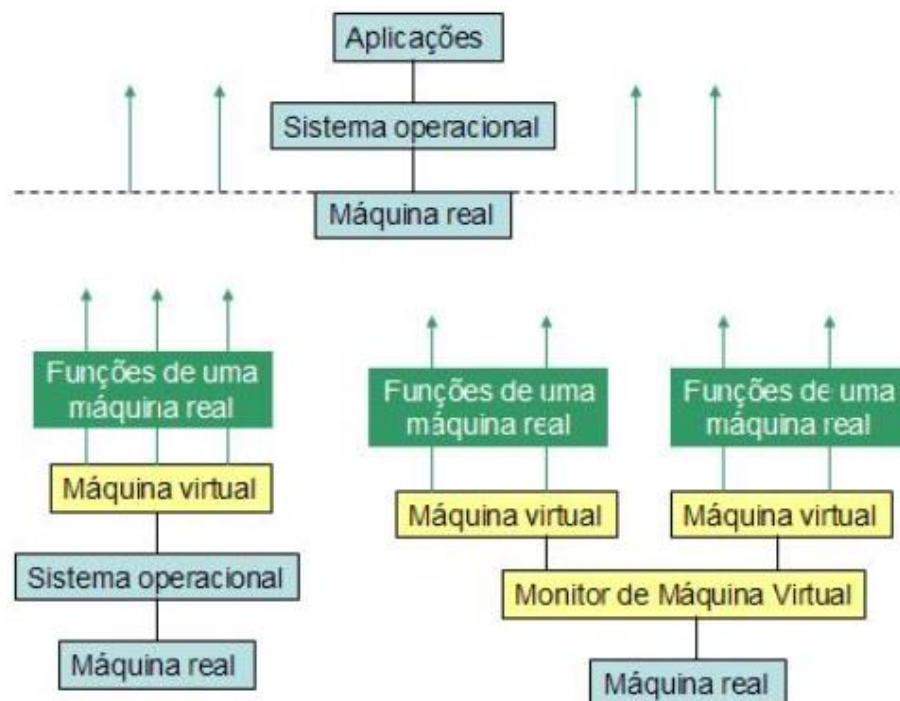 Aplicações
Sistema operacional
Máquina real
Funções de uma
máquina real
Máquina virtual
Sistema operacional
Máquina real
Funções de uma
máquina real
Funções de uma
máquina real
Máquina virtual
Máquina virtual
Monitor de Máquina Virtual
Máquina real